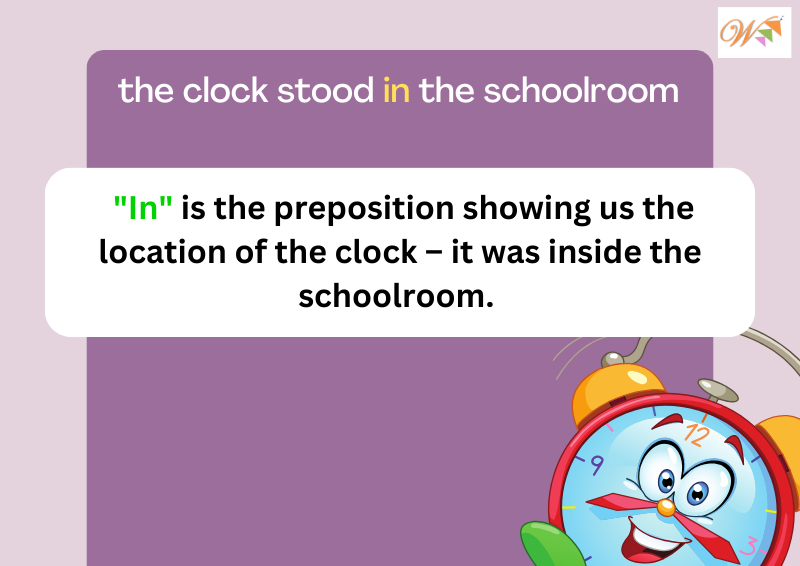 W
the clock stood in the schoolroom
"In" is the preposition showing us the
location of the clock – it was inside the
schoolroom.
12
9
3